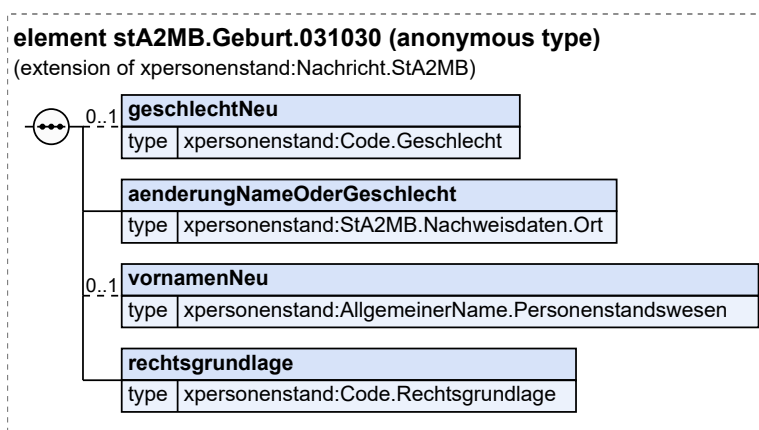 element stA2MB.Geburt.031030 (anonymous type)
(extension of xpersonenstand:Nachricht.StA2MB)
0..1 geschlechtNeu
type xpersonenstand:Code.Geschlecht
aenderungNameOderGeschlecht
type xpersonenstand:StA2MB.Nachweisdaten.Ort
0..1 vornamenNeu
type xpersonenstand:AllgemeinerName.Personenstandswesen
rechtsgrundlage
type xpersonenstand:Code.Rechtsgrundlage